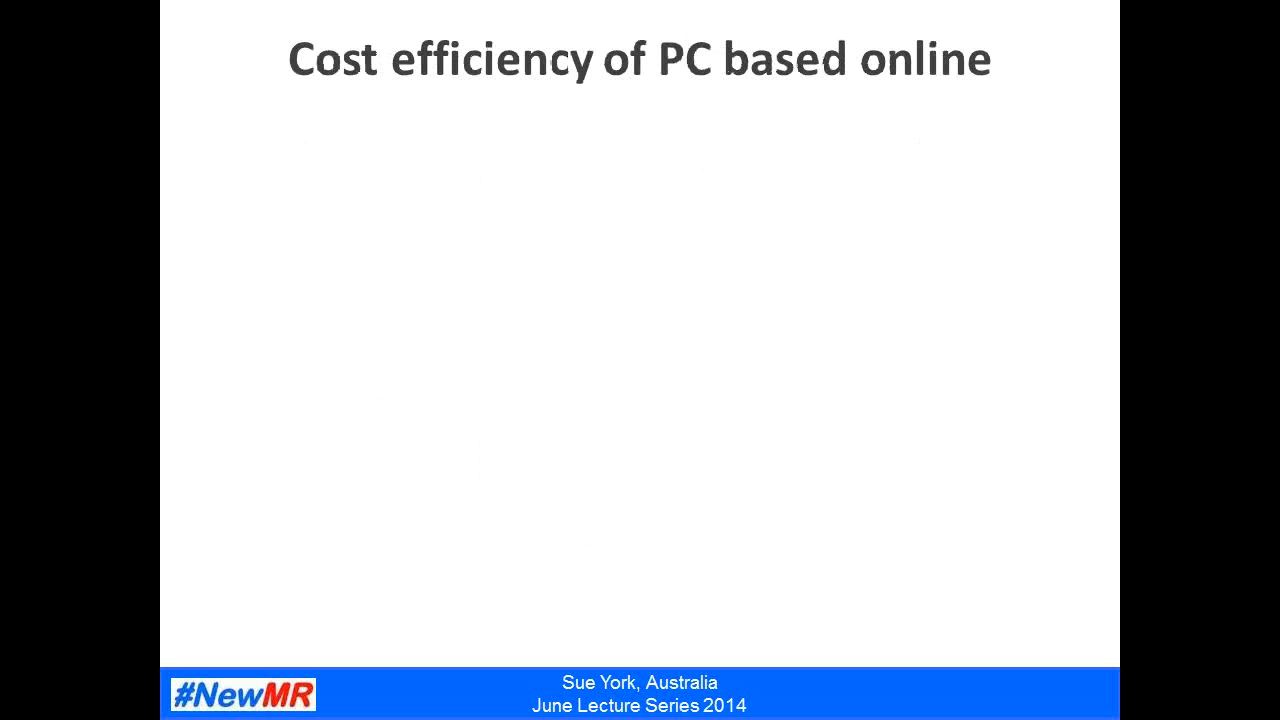 Cost efficiency of PC based online
Sue York, Australia
#NewMR
June Lecture Series 2014